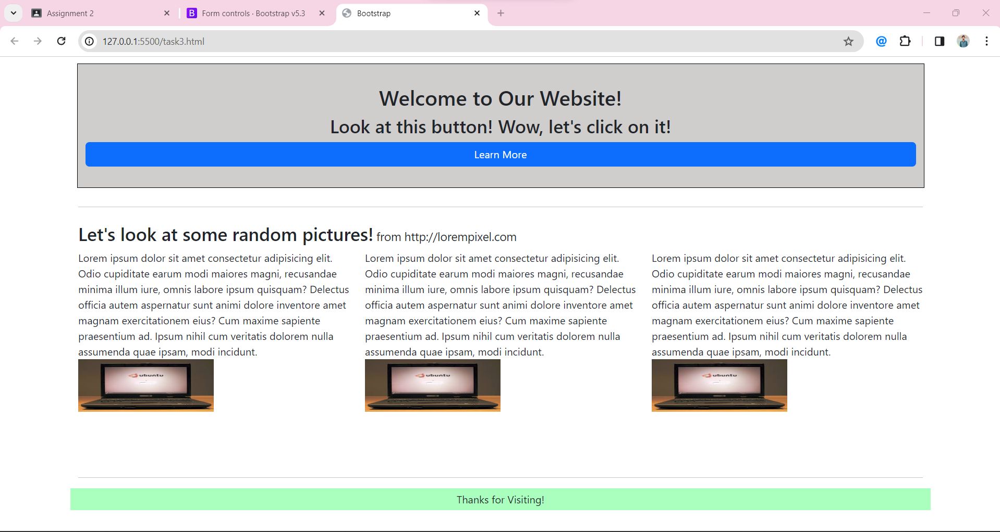 Assignment 2
Form controls · Bootstrap v5.3
Bootstrap
127.0.0.1:5500/task3.html
Welcome to Our Website!
Look at this button! Wow, let's click on it!
Learn More
Let's look at some random pictures! from http://lorempixel.com
Lorem ipsum dolor sit amet consectetur adipisicing elit.
Odio cupiditate earum modi maiores magni, recusandae
minima illum iure, omnis labore ipsum quisquam? Delectus
officia autem aspernatur sunt animi dolore inventore amet
magnam exercitationem eius? Cum maxime sapiente
praesentium ad. Ipsum nihil cum veritatis dolorem nulla
assumenda quae ipsam, modi incidunt.
ubuntu
Lorem ipsum dolor sit amet consectetur adipisicing elit.
Odio cupiditate earum modi maiores magni, recusandae
minima illum iure, omnis labore ipsum quisquam? Delectus
officia autem aspernatur sunt animi dolore inventore amet
magnam exercitationem eius? Cum maxime sapiente
praesentium ad. Ipsum nihil cum veritatis dolorem nulla
assumenda quae ipsam, modi incidunt.
ubuntu
Lorem ipsum dolor sit amet consectetur adipisicing elit.
Odio cupiditate earum modi maiores magni, recusandae
minima illum iure, omnis labore ipsum quisquam? Delectus
officia autem aspernatur sunt animi dolore inventore amet
magnam exercitationem eius? Cum maxime sapiente
praesentium ad. Ipsum nihil cum veritatis dolorem nulla
assumenda quae ipsam, modi incidunt.
ubuntu
Thanks for Visiting!